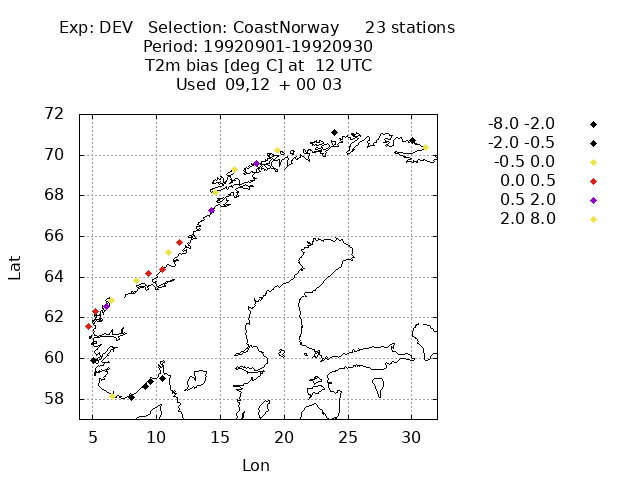 Exp: DEV Selection: CoastNorway 23 stations
Period: 19920901-19920930
T2m bias [deg C] at 12 UTC
Used 09,12 + 00 03
-8.0 -2.0
-2.0 -0.5
-0.5 0.0
0.0 0.5
0.5 2.0
2.0 8.0
72
70
68
66
64
62
60
58
Lat
5 10 15 20 25 30
Lon